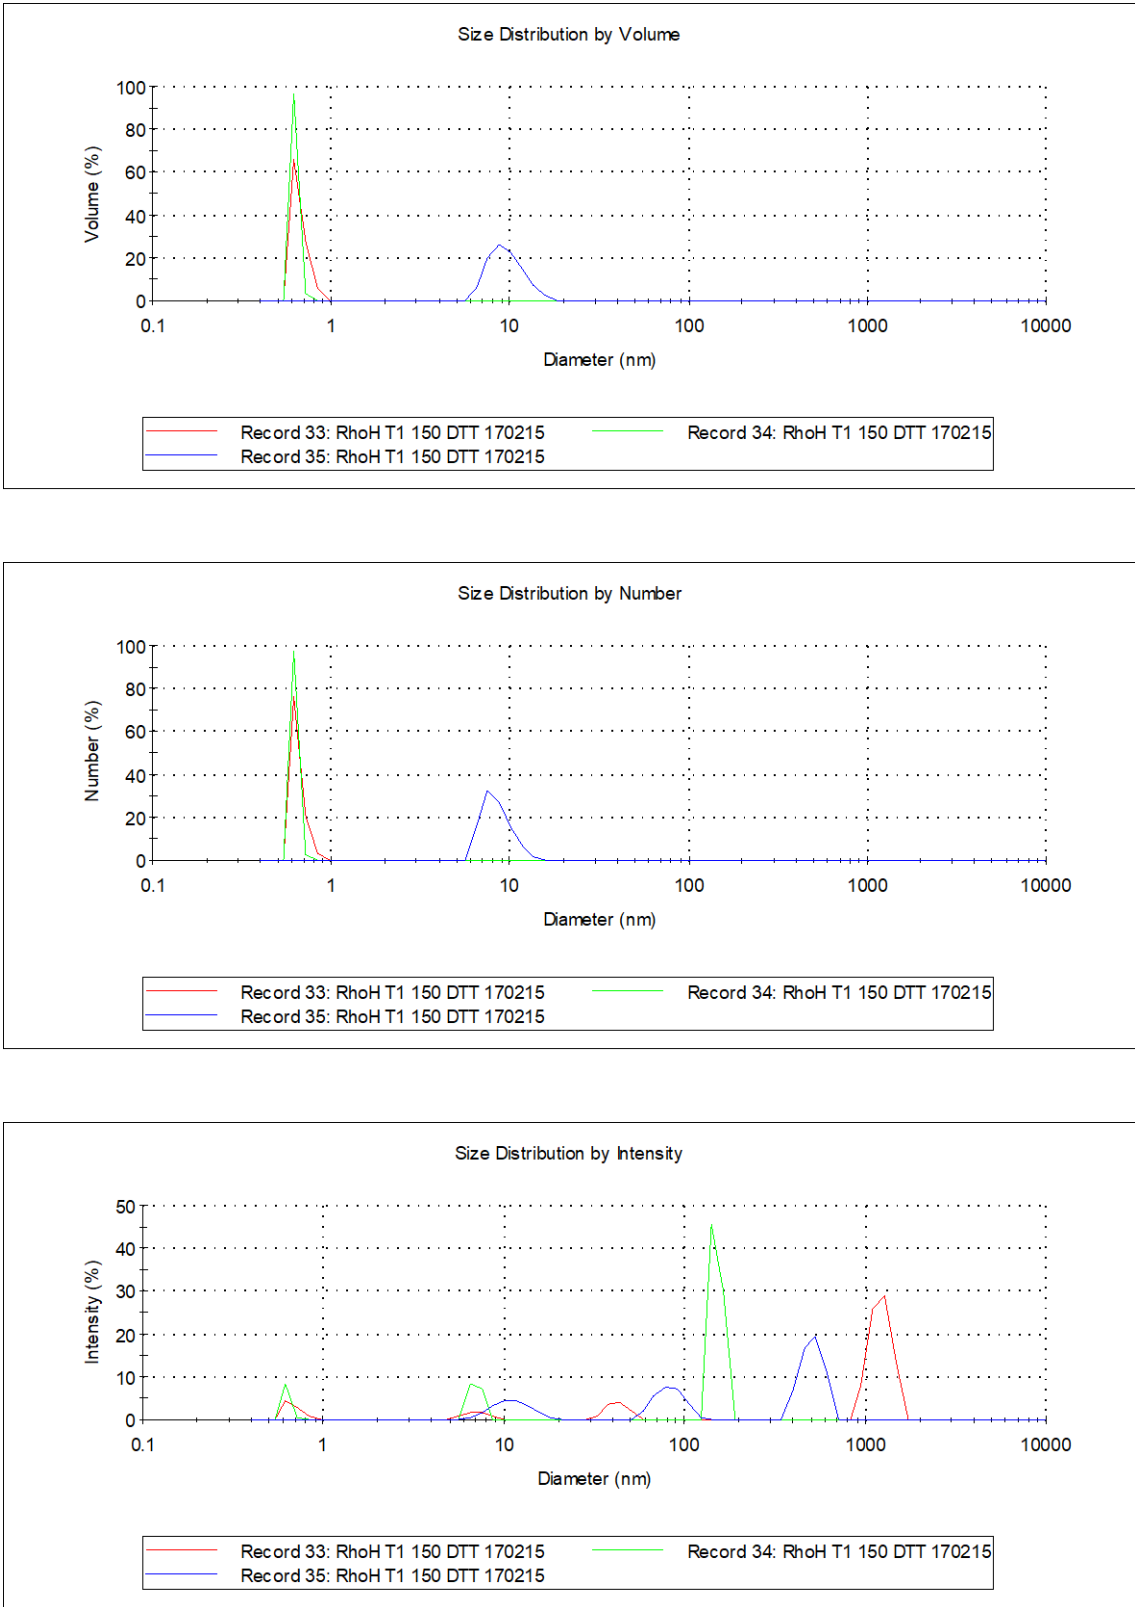 Size Distribution by Volume
100
80
60
40
20
0
Volume (%)
0.1 1 10 100 1000 10000
Diameter (nm)
Record 33: RhoH T1 150 DTT 170215 Record 34: RhoH T1 150 DTT 170215
Record 35: RhoH T1 150 DTT 170215
Size Distribution by Number
100
80
60
40
20
0
Number (%)
0.1 1 10 100 1000 10000
Diameter (nm)
Record 33: RhoH T1 150 DTT 170215 Record 34: RhoH T1 150 DTT 170215
Record 35: RhoH T1 150 DTT 170215
Size Distribution by Intensity
50
40
30
20
10
0
Intensity (%)
0.1 1 10 100 1000 10000
Diameter (nm)
Record 33: RhoH T1 150 DTT 170215 Record 34: RhoH T1 150 DTT 170215
Record 35: RhoH T1 150 DTT 170215